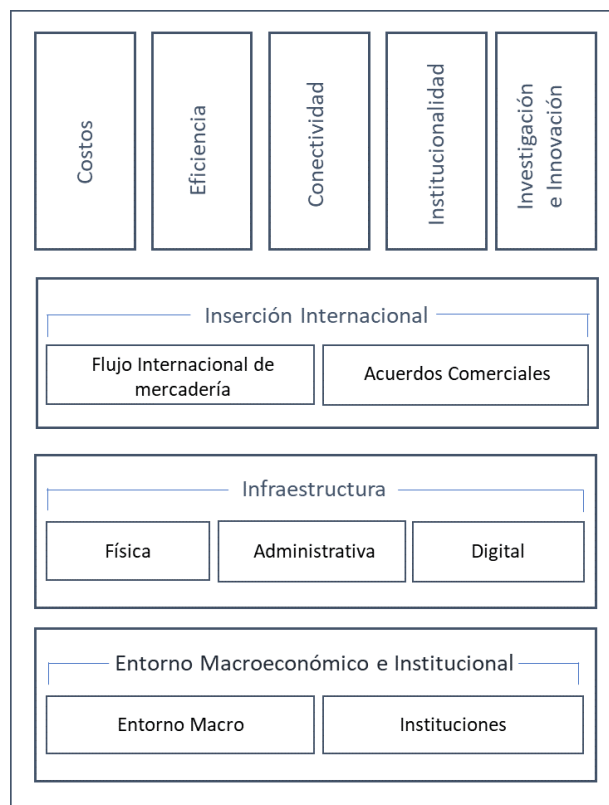 Costos
Eficiencia
Conectividad
Institucionalidad
Investigación
e Innovación
Inserción Internacional
Flujo Internacional de
mercadería
Acuerdos Comerciales
Infraestructura
Física
Administrativa
Digital
Entorno Macroeconómico e Institucional
Entorno Macro
Instituciones